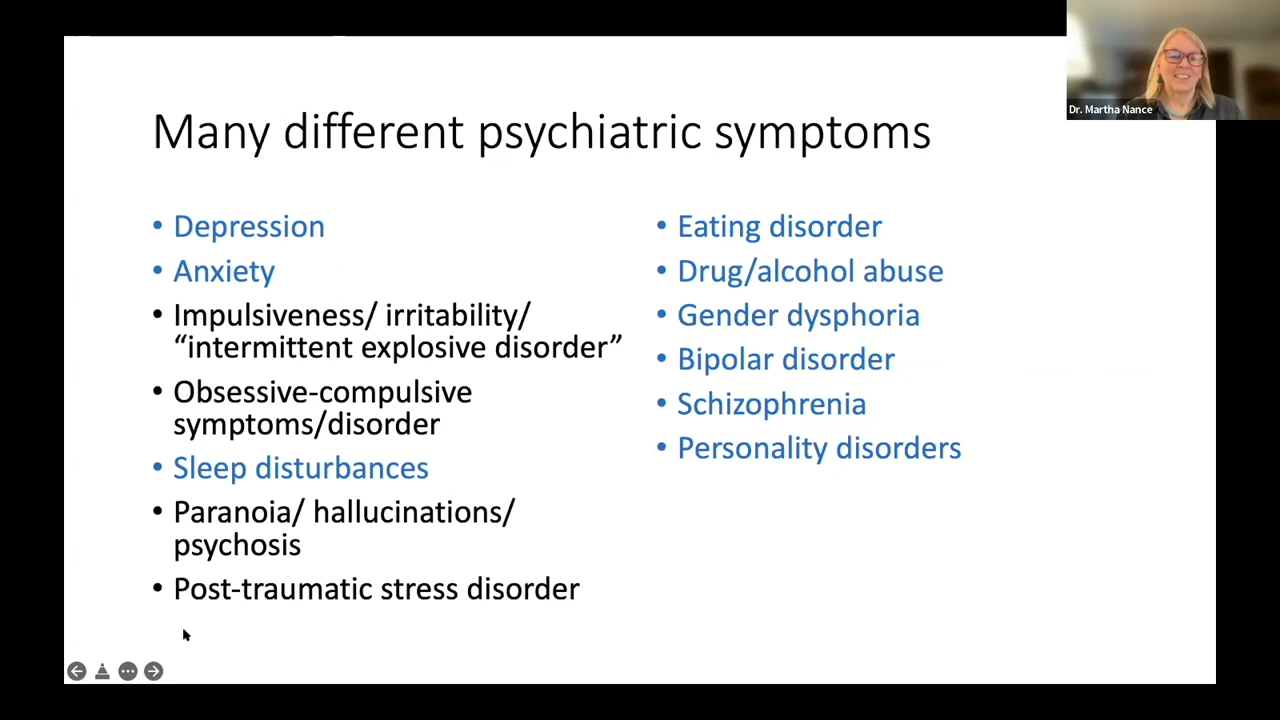 Dr. Martha Nance
Many different psychiatric symptoms
• Depression
• Anxiety
• Impulsiveness/ irritability/
“intermittent explosive disorder”
• Obsessive-compulsive
symptoms/disorder
• Sleep disturbances
• Paranoia/ hallucinations/
psychosis
• Post-traumatic stress disorder
• Eating disorder
• Drug/alcohol abuse
• Gender dysphoria
• Bipolar disorder
• Schizophrenia
• Personality disorders